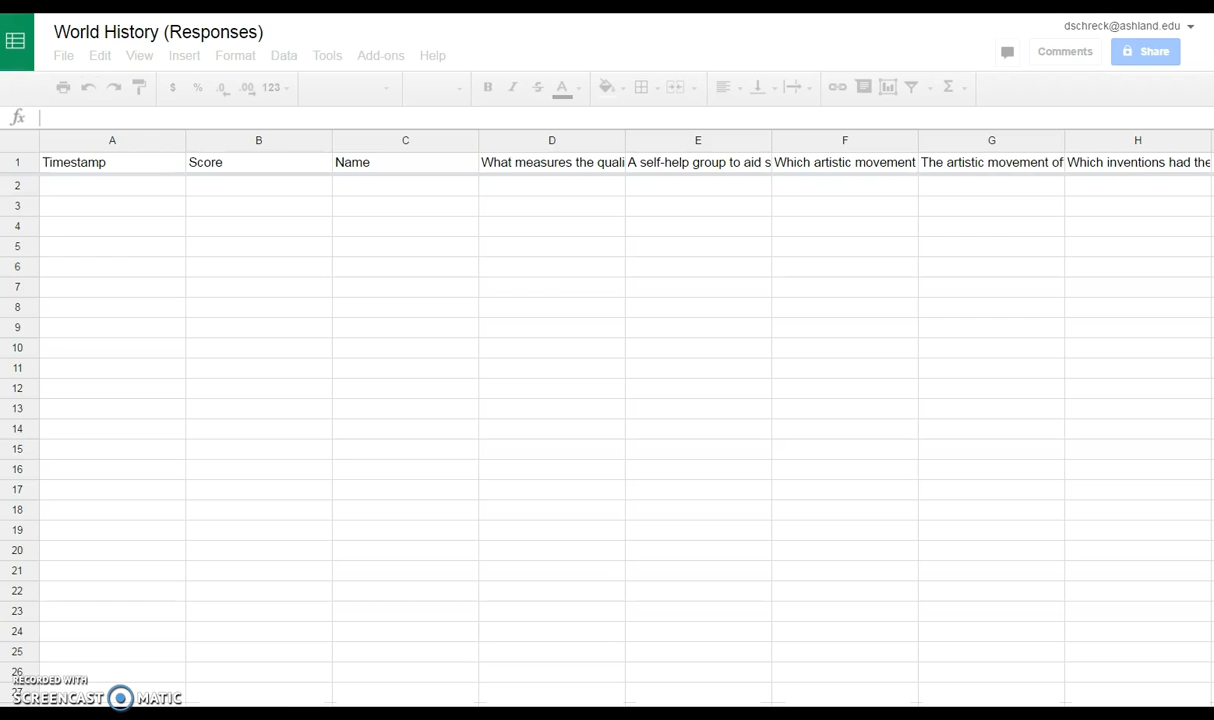 World History (Responses)
dschreck@ashland.edu
File Edit View Insert Format Data Tools Add-ons Help
Comments
Share
$ % .0 .00 123 B I S A Σ
fx
A B C D E F G H
1 Timestamp Score Name What measures the quali A self-help group to aid s Which artistic movement The artistic movement of Which inventions had the
2
3
4
5
6
7
8
9
10
11
12
13
14
15
16
17
18
19
20
21
22
23
24
25
26
RECORDED WITH
27
SCREENCAST MATIC